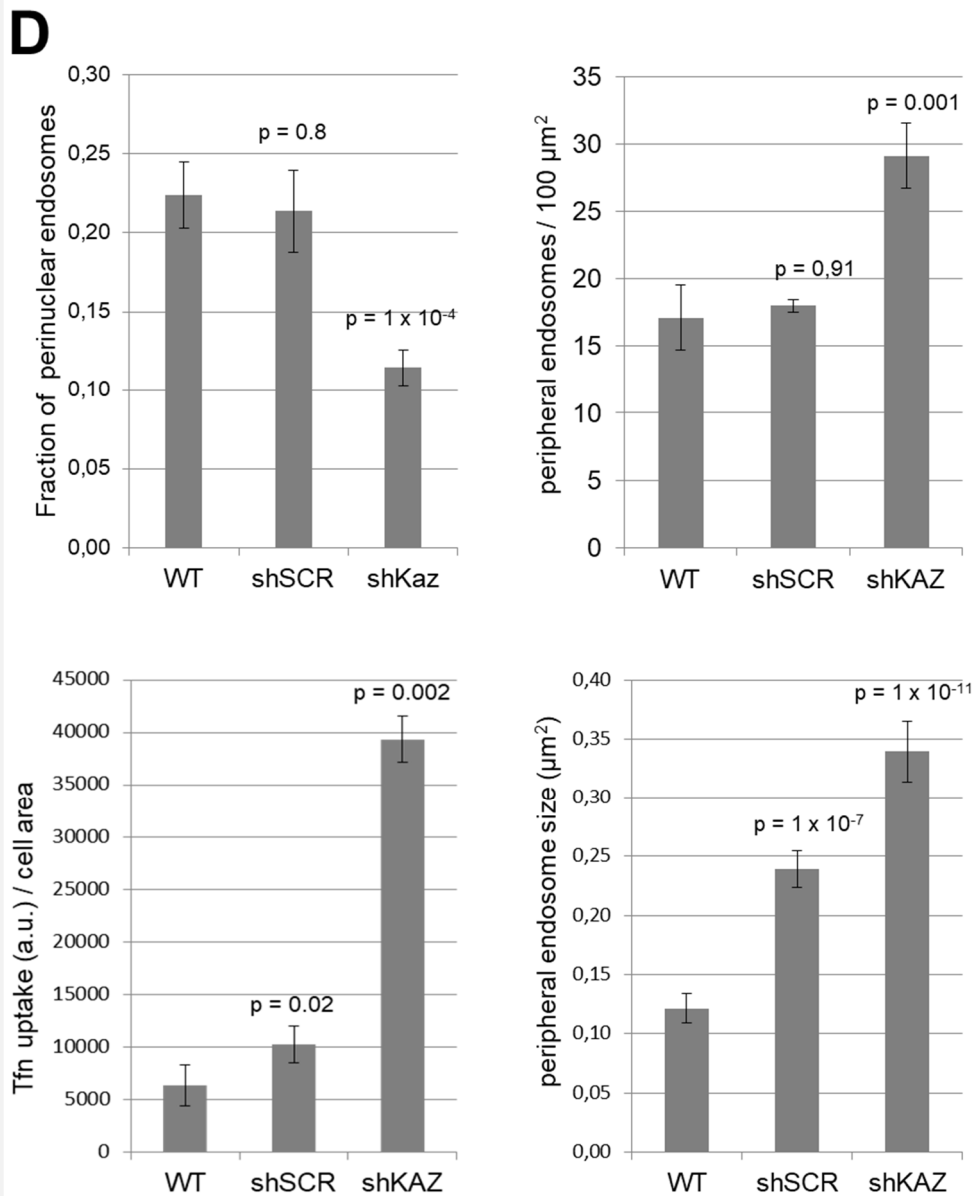 D
Fraction of perinuclear endosomes
0,30
0,25
0,20
0,15
0,10
0,05
0,00
p = 0.8
p = 1 x 10⁻⁴
WT shSCR shKaz
peripheral endosomes / 100 µm²
35
30
25
20
15
10
5
0
p = 0.001
p = 0,91
WT shSCR shKAZ
Tfn uptake (a.u.) / cell area
45000
40000
35000
30000
25000
20000
15000
10000
5000
0
p = 0.002
p = 0.02
WT shSCR shKAZ
peripheral endosome size (µm²)
0,40
0,35
0,30
0,25
0,20
0,15
0,10
0,05
0,00
p = 1 x 10⁻¹¹
p = 1 x 10⁻⁷
WT shSCR shKAZ